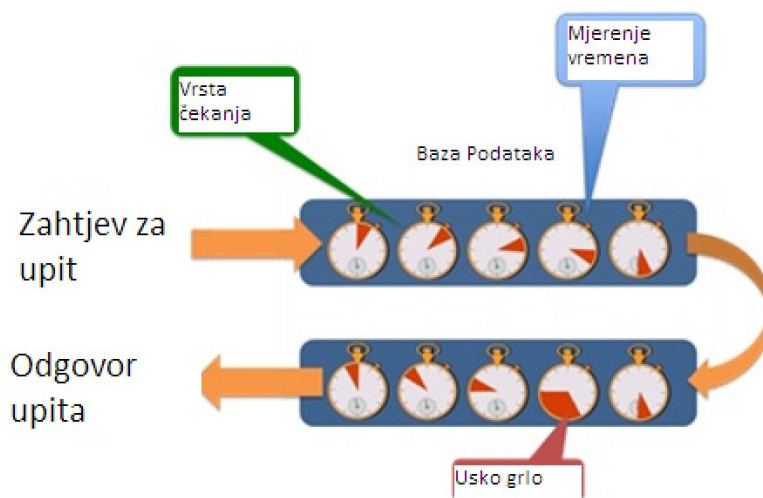 Mjerenje
vremena
Vrsta
čekanja
Baza Podataka
Zahtjev za
upit
Odgovor
upita
Usko grlo